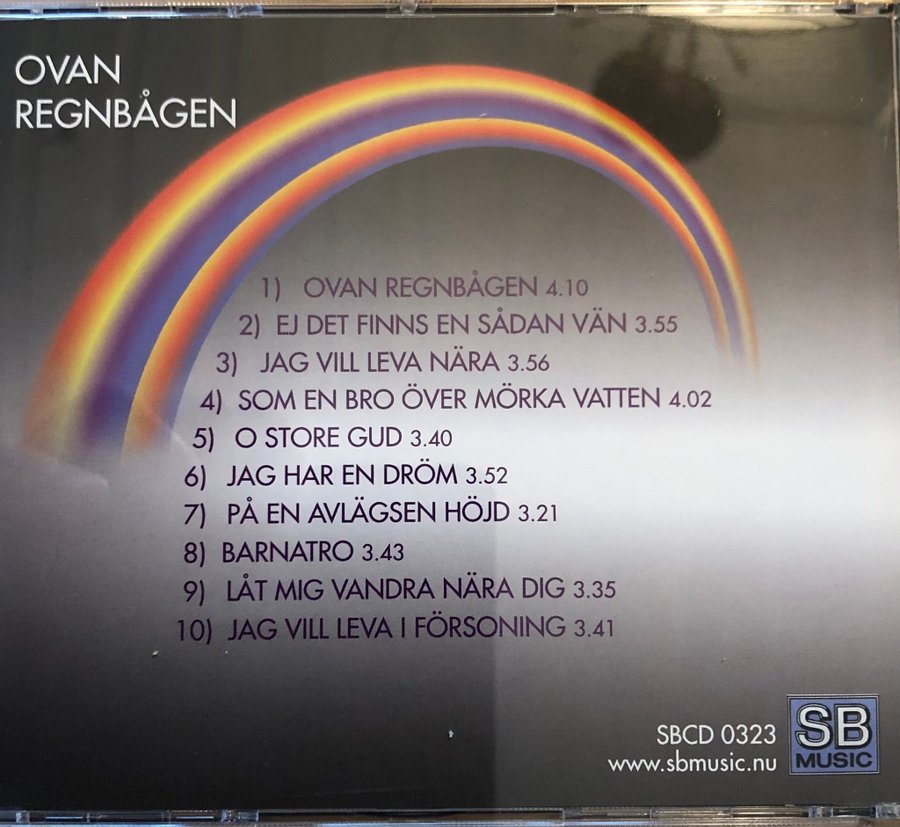 OVAN
REGNBÅGEN
1) OVAN REGNBÅGEN 4.10
2) EJ DET FINNS EN SÅDAN VÄN 3.55
3) JAG VILL LEVA NÄRA 3.56
4) SOM EN BRO ÖVER MÖRKA VATTEN 4.02
5) O STORE GUD 3.40
6) JAG HAR EN DRÖM 3.52
7) PÅ EN AVLÄGSEN HÖJD 3.21
8) BARNATRO 3.43
9) LÅT MIG VANDRA NÄRA DIG 3.35
10) JAG VILL LEVA I FÖRSONING 3.41
SBCD 0323
www.sbmusic.nu
SB
MUSIC